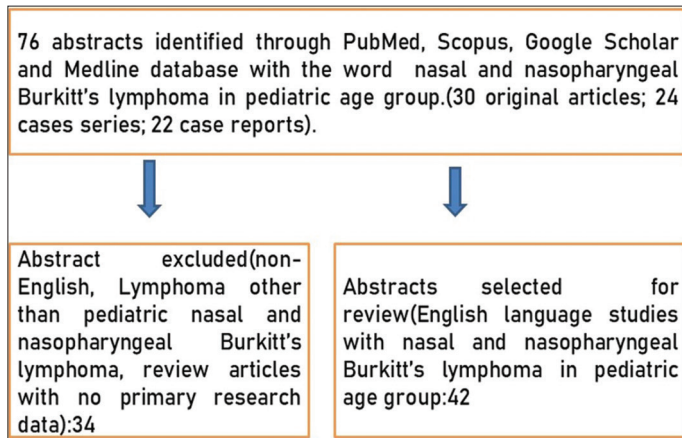 76 abstracts identified through PubMed, Scopus, Google Scholar
and Medline database with the word nasal and nasopharyngeal
Burkitt's lymphoma in pediatric age group.(30 original articles; 24
cases series; 22 case reports).
Abstract excluded(non-
English, Lymphoma other
than pediatric nasal and
nasopharyngeal Burkitt's
lymphoma, review articles
with no primary research
data):34
Abstracts selected for
review(English language studies
with nasal and nasopharyngeal
Burkitt's lymphoma in pediatric
age group:42